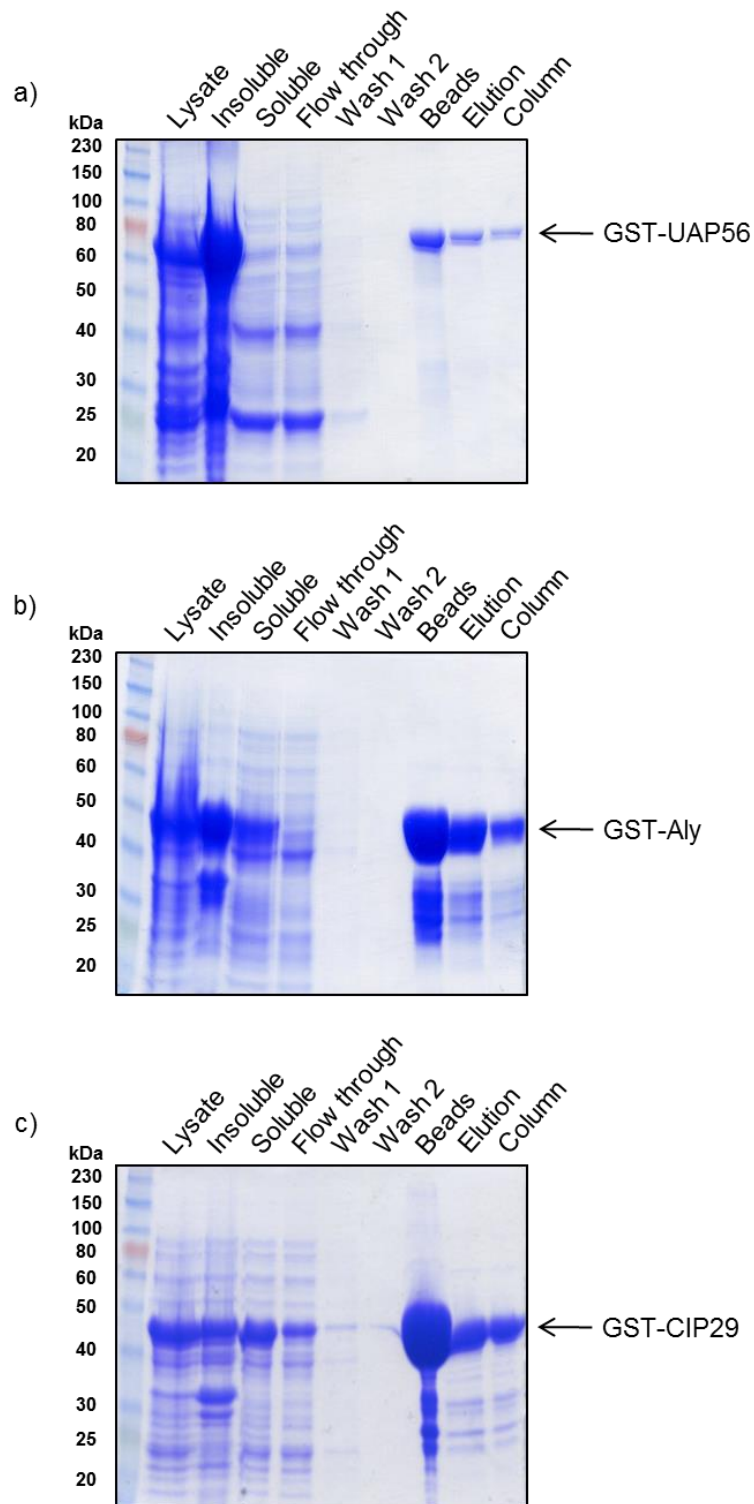 a)
Lysate
Insoluble
Soluble
Flow through
Wash 1
Wash 2
Beads
Elution
Column
kDa
230
150
100
80
60
50
40
30
25
20
GST-UAP56
b)
Lysate
Insoluble
Soluble
Flow through
Wash 1
Wash 2
Beads
Elution
Column
kDa
230
150
100
80
60
50
40
30
25
20
GST-Aly
c)
Lysate
Insoluble
Soluble
Flow through
Wash 1
Wash 2
Beads
Elution
Column
kDa
230
150
100
80
60
50
40
30
25
20
GST-CIP29